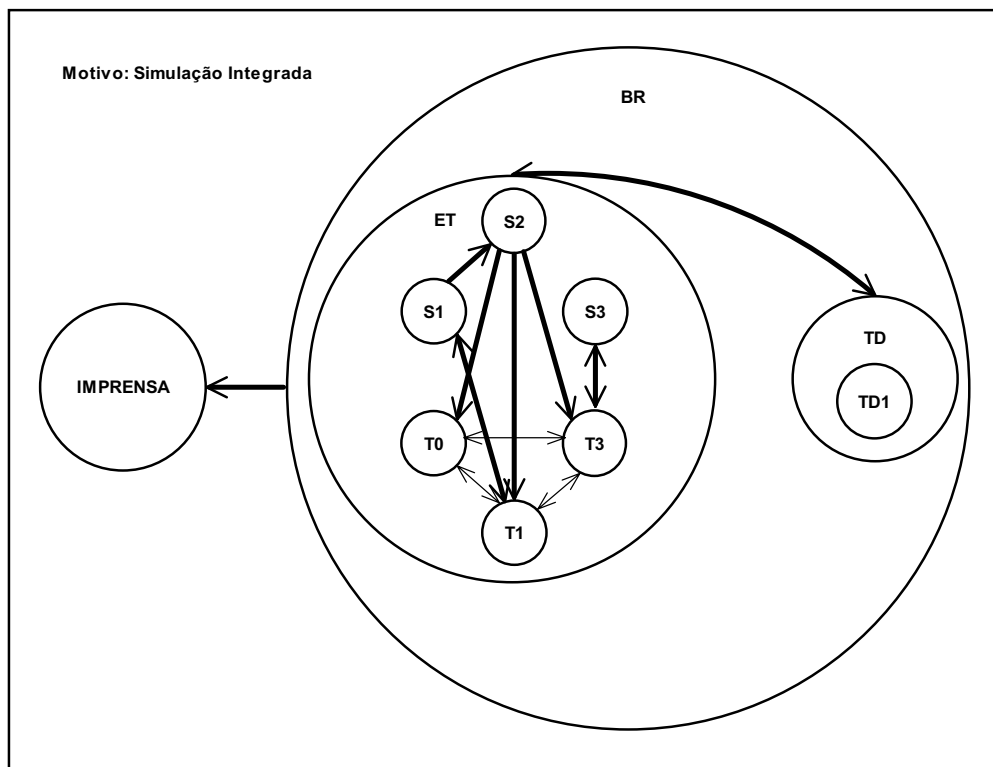 Motivo: Simulação Integrada
BR
ET
S2
S1
S3
TD
IMPRENSA
TD1
T0
T3
T1